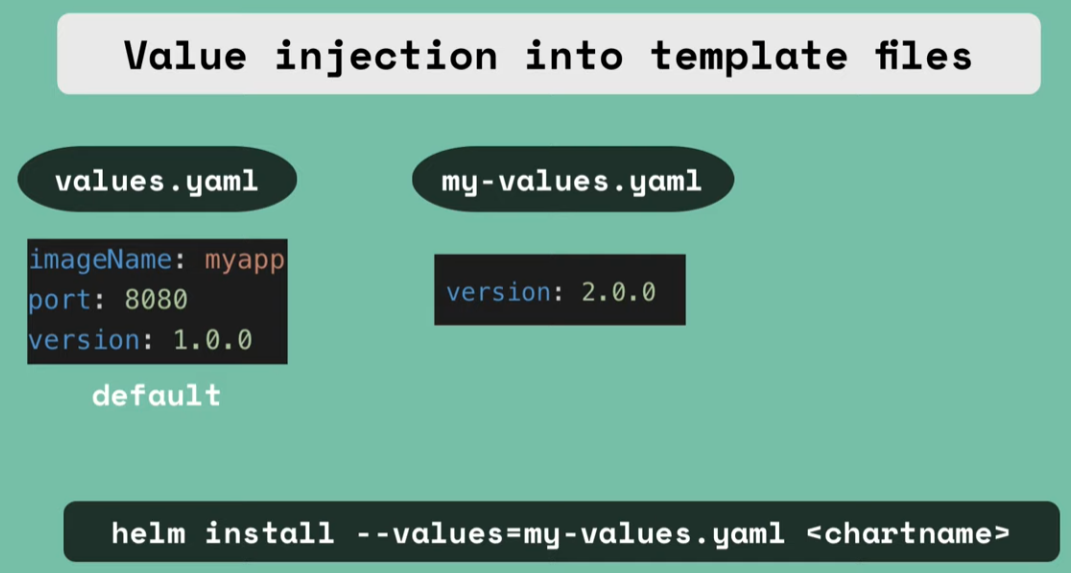 Value injection into template files
values.yaml
my-values.yaml
imageName: myapp
port: 8080
version: 1.0.0
version: 2.0.0
default
helm install --values=my-values.yaml <chartname>